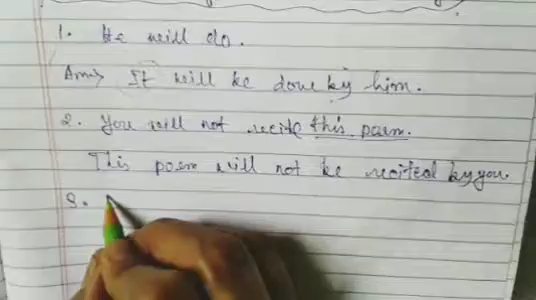 1. He will do.
Ans> It will be done by him.
2. You will not recite this poem.
This poem will not be recited by you.
3.